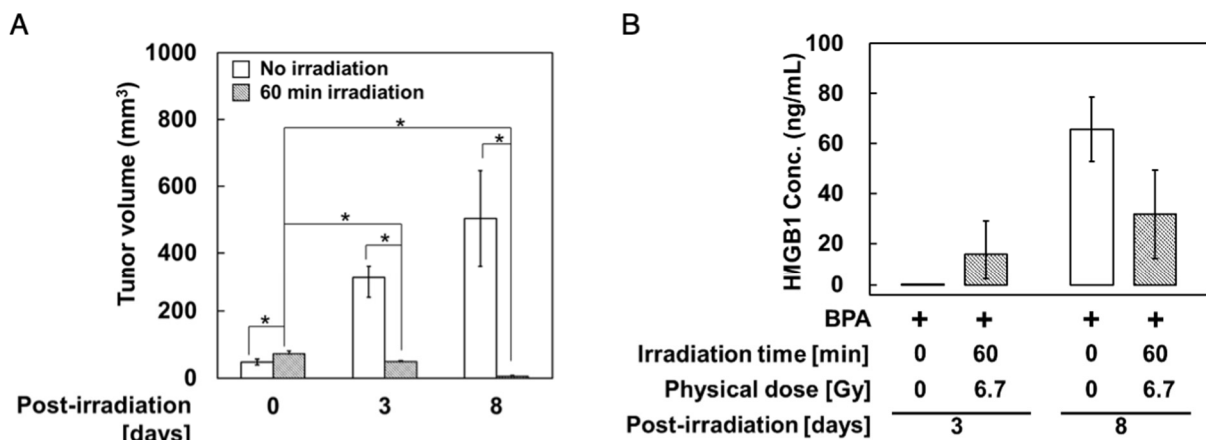 A
Tunor volume (mm³)
1000
800
600
400
200
0
No irradiation
60 min irradiation
*
*
*
*
*
0 3 8
Post-irradiation
[days]
B
HMGB1 Conc. (ng/mL)
100
80
60
40
20
0
BPA + + + +
Irradiation time [min] 0 60 0 60
Physical dose [Gy] 0 6.7 0 6.7
Post-irradiation [days] 3 8